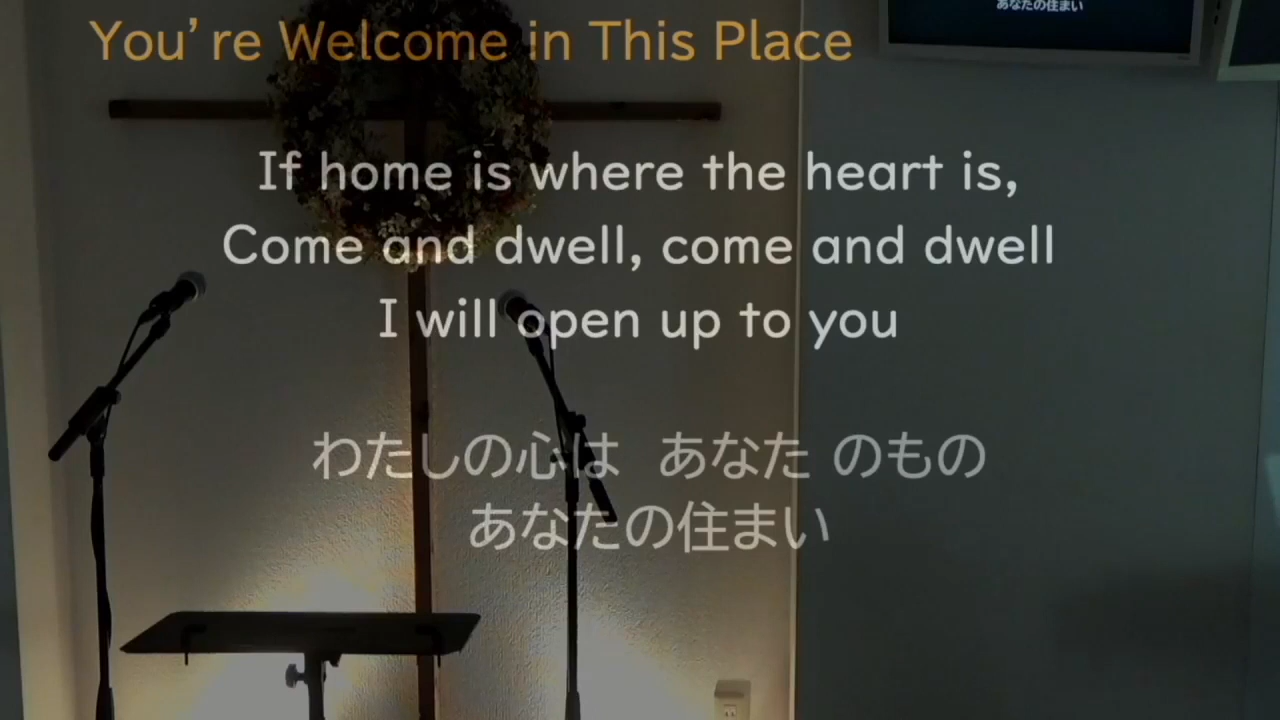 あなたの住まい
You're Welcome in This Place
If home is where the heart is,
Come and dwell, come and dwell
I will open up to you
わたしの心は あなた のもの
あなたの住まい